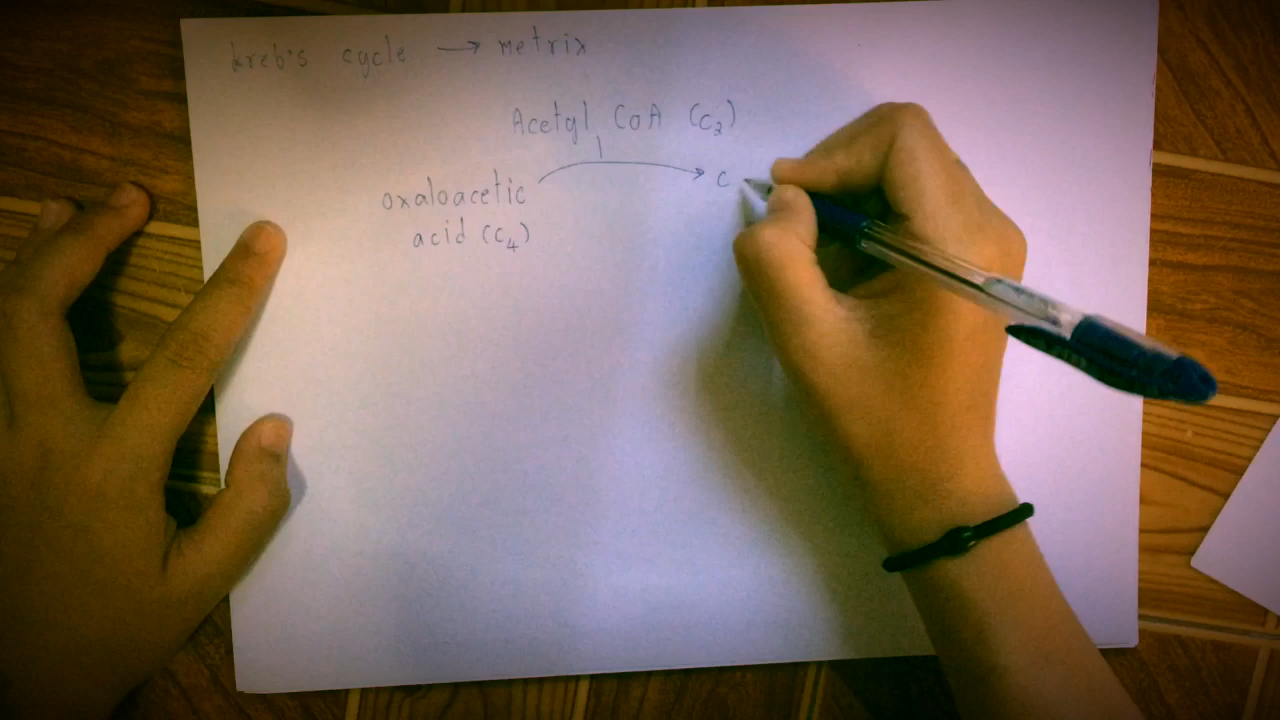 kreb's cycle → metrix
Acetyl CoA (C₂)
oxaloacetic
acid (C₄)
c